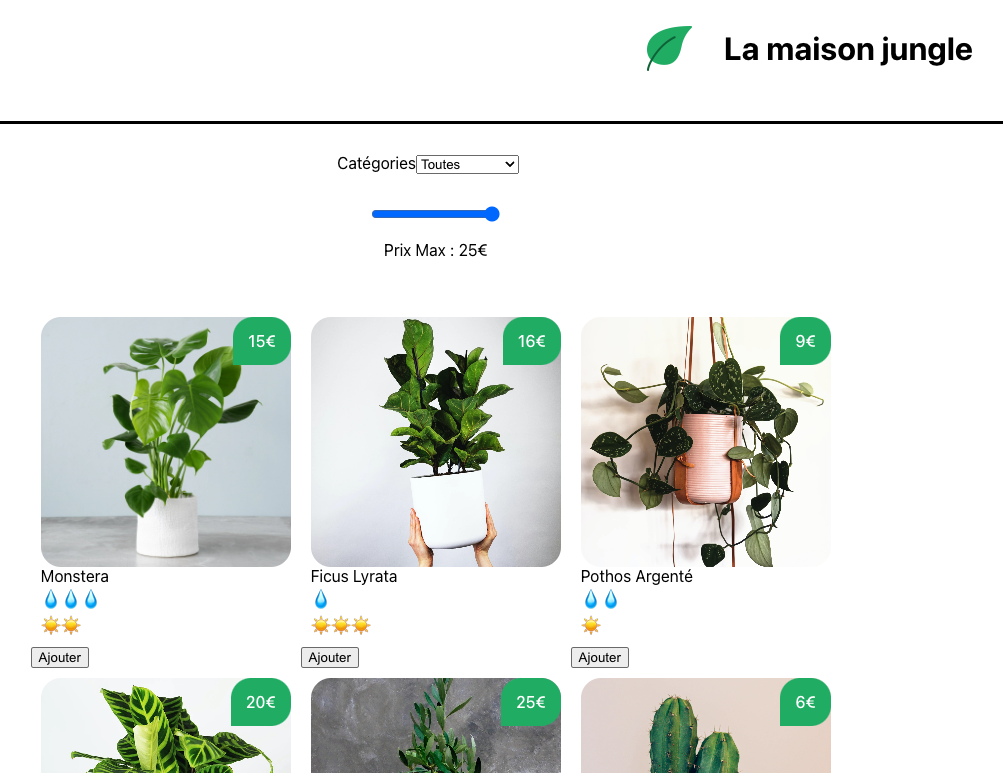 La maison jungle
Catégories Toutes
Prix Max : 25€
15€ 16€ 9€
Monstera Ficus Lyrata Pothos Argenté
Ajouter Ajouter Ajouter
20€ 25€ 6€